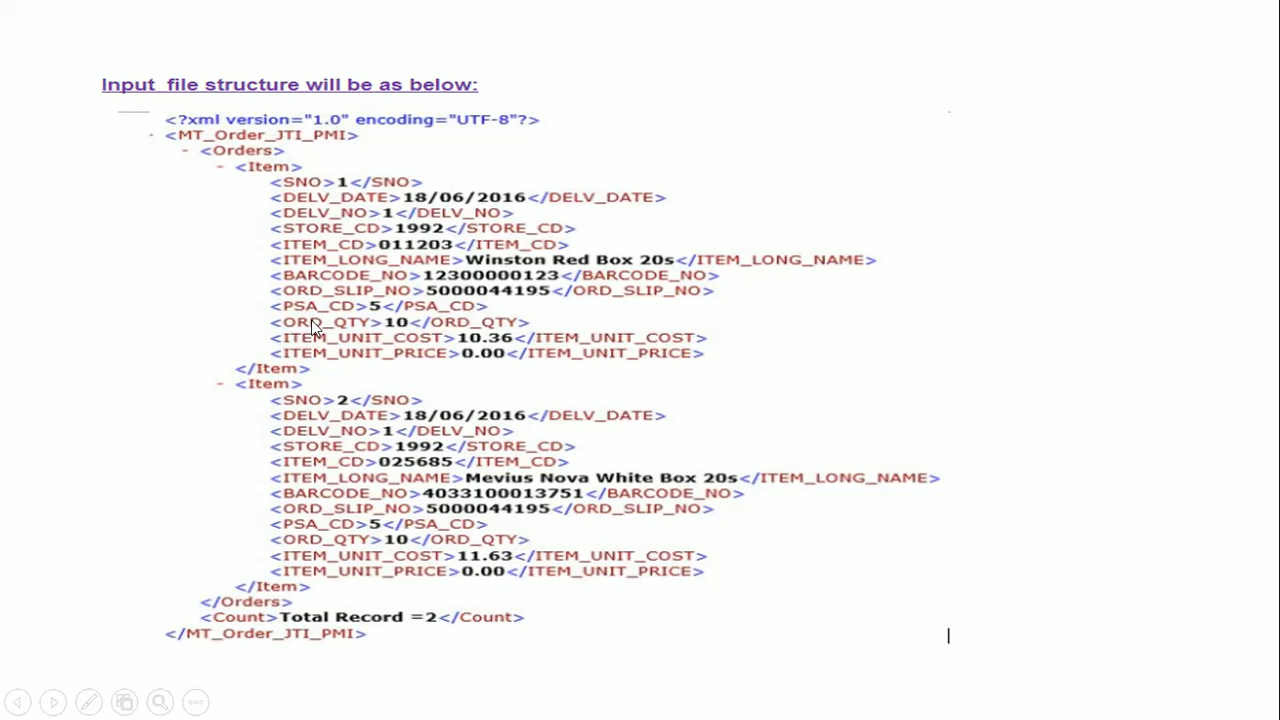 Input file structure will be as below:
<?xml version="1.0" encoding="UTF-8"?>
- <MT_Order_JTI_PMI>
- <Orders>
- <Item>
<SNO>1</SNO>
<DELV_DATE>18/06/2016</DELV_DATE>
<DELV_NO>1</DELV_NO>
<STORE_CD>1992</STORE_CD>
<ITEM_CD>011203</ITEM_CD>
<ITEM_LONG_NAME>Winston Red Box 20s</ITEM_LONG_NAME>
<BARCODE_NO>12300000123</BARCODE_NO>
<ORD_SLIP_NO>5000044195</ORD_SLIP_NO>
<PSA_CD>5</PSA_CD>
<ORD_QTY>10</ORD_QTY>
<ITEM_UNIT_COST>10.36</ITEM_UNIT_COST>
<ITEM_UNIT_PRICE>0.00</ITEM_UNIT_PRICE>
</Item>
- <Item>
<SNO>2</SNO>
<DELV_DATE>18/06/2016</DELV_DATE>
<DELV_NO>1</DELV_NO>
<STORE_CD>1992</STORE_CD>
<ITEM_CD>025685</ITEM_CD>
<ITEM_LONG_NAME>Mevius Nova White Box 20s</ITEM_LONG_NAME>
<BARCODE_NO>4033100013751</BARCODE_NO>
<ORD_SLIP_NO>5000044195</ORD_SLIP_NO>
<PSA_CD>5</PSA_CD>
<ORD_QTY>10</ORD_QTY>
<ITEM_UNIT_COST>11.63</ITEM_UNIT_COST>
<ITEM_UNIT_PRICE>0.00</ITEM_UNIT_PRICE>
</Item>
</Orders>
<Count>Total Record =2</Count>
</MT_Order_JTI_PMI>